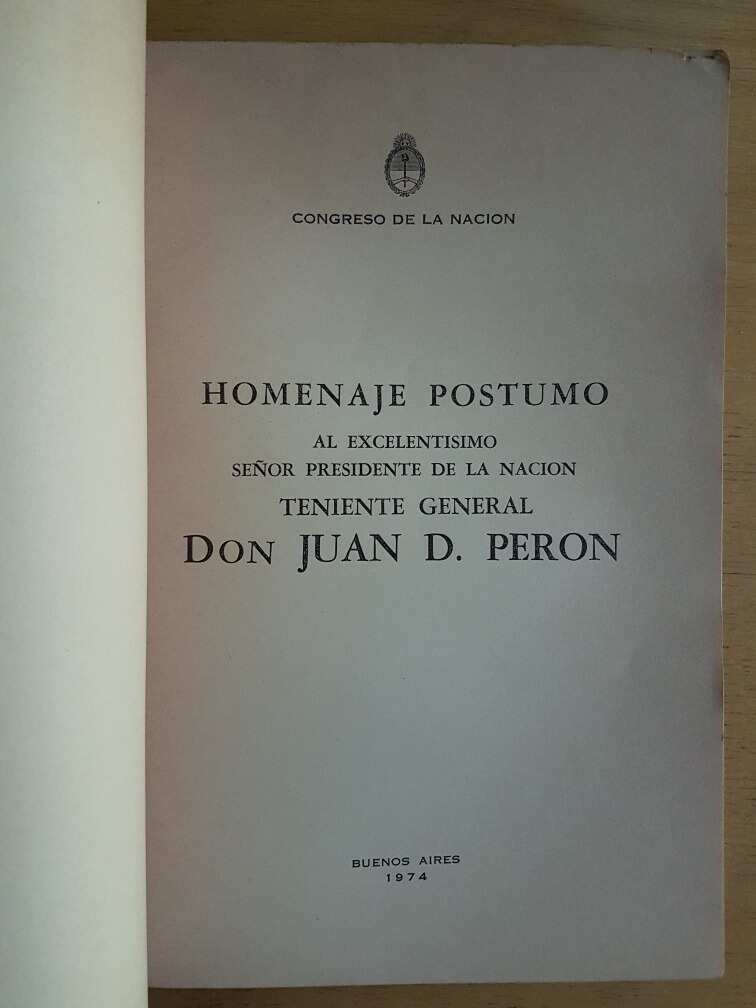 CONGRESO DE LA NACION
HOMENAJE POSTUMO
AL EXCELENTISIMO
SEÑOR PRESIDENTE DE LA NACION
TENIENTE GENERAL
DON JUAN D. PERON
BUENOS AIRES
1974